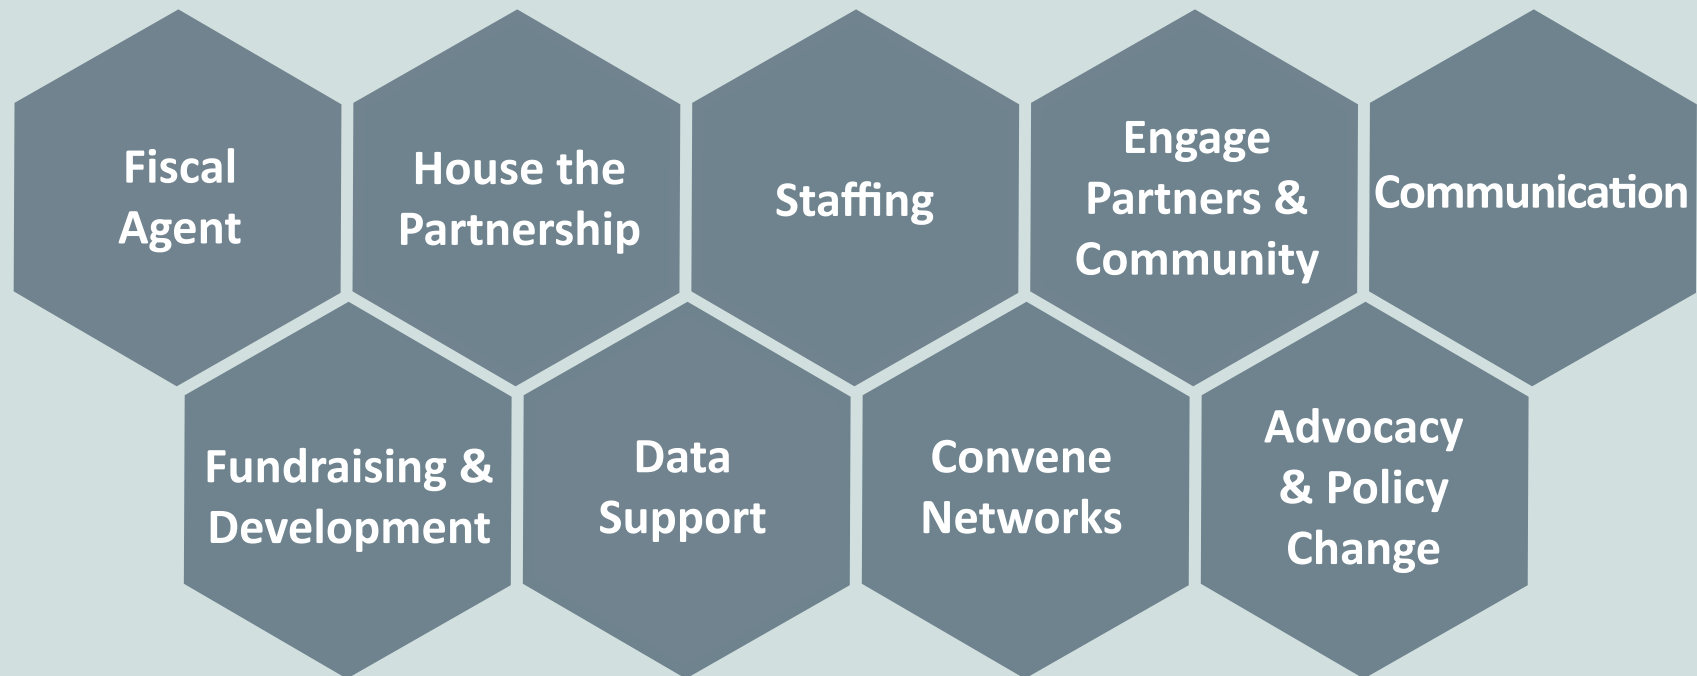 Fiscal
Agent
House the
Partnership
Staffing
Engage
Partners &
Community
Communication
Fundraising &
Development
Data
Support
Convene
Networks
Advocacy
& Policy
Change